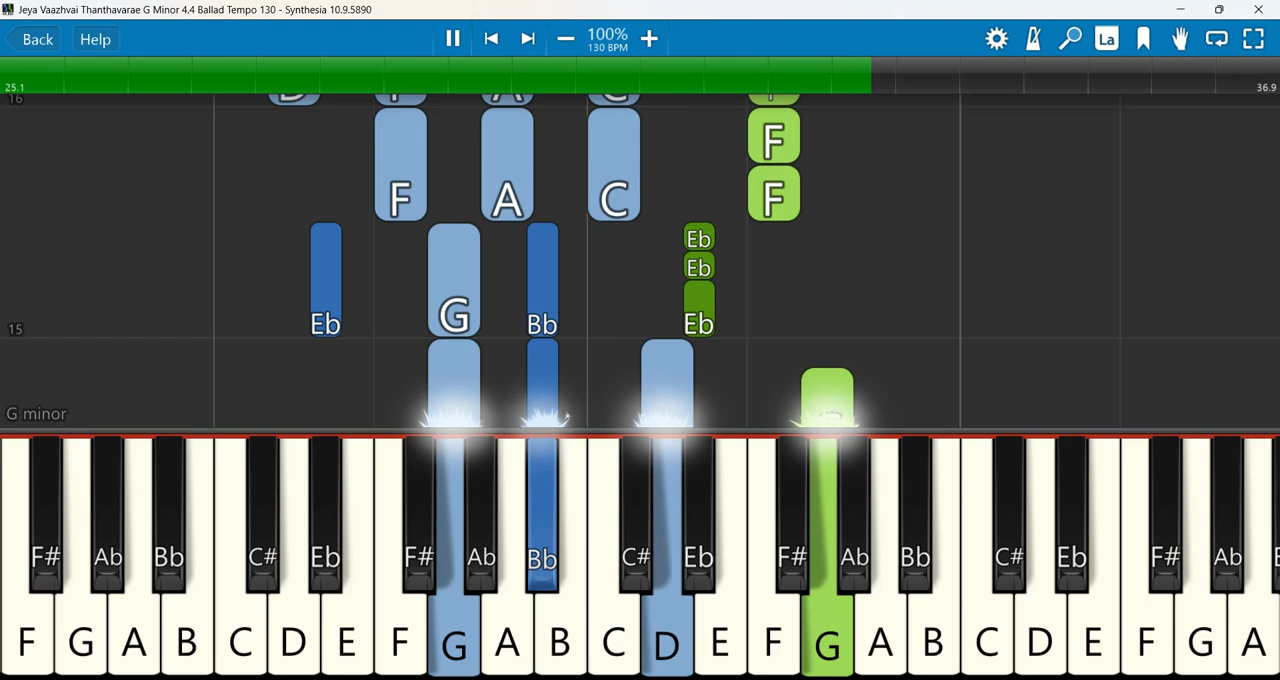 Jeya Vaazhvai Thanthavarae G Minor 4.4 Ballad Tempo 130 - Synthesia 10.9.5890
Back Help 100% La
130 BPM
25.1 36.9
16
D F A C F
F
F A C F
Eb
Eb
15 Eb G Bb Eb
G minor
F# Ab Bb C# Eb F# Ab Bb C# Eb F# Ab Bb C# Eb F# Ab E
F G A B C D E F G A B C D E F G A B C D E F G A